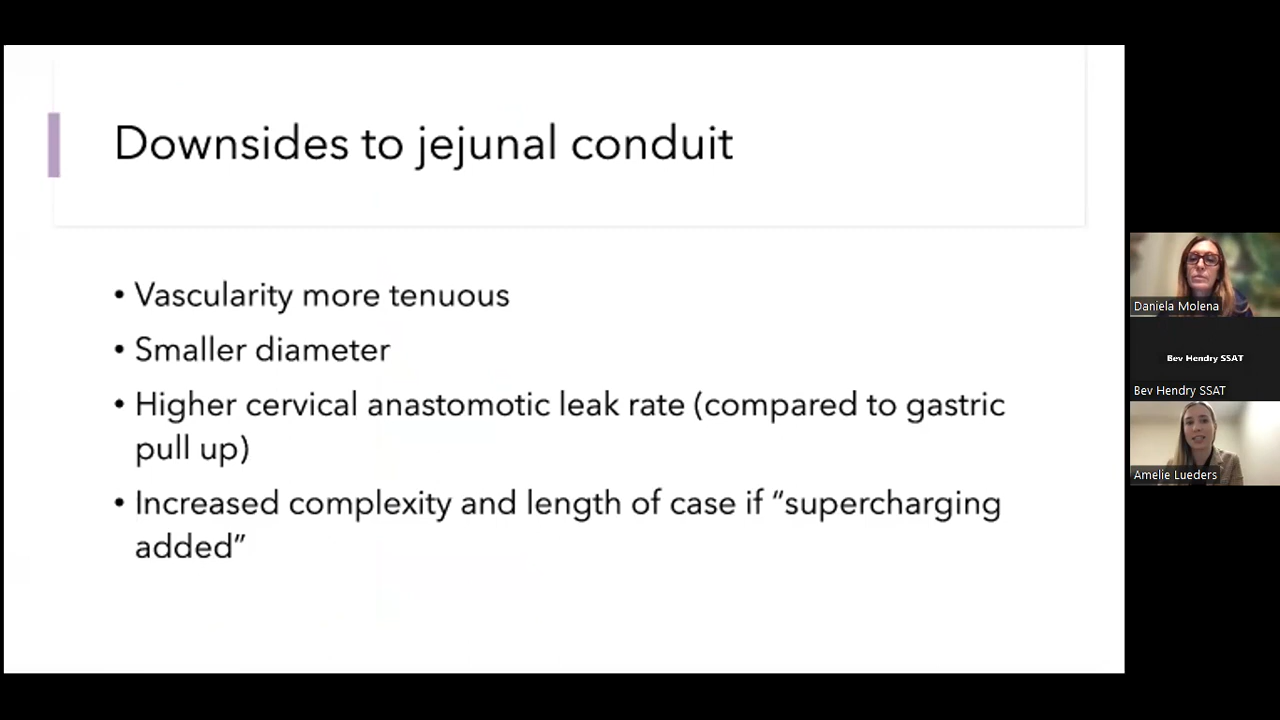 Downsides to jejunal conduit
• Vascularity more tenuous
• Smaller diameter
• Higher cervical anastomotic leak rate (compared to gastric
pull up)
• Increased complexity and length of case if “supercharging
added”
Daniela Molena
Bev Hendry SSAT
Bev Hendry SSAT
Amelie Lueders